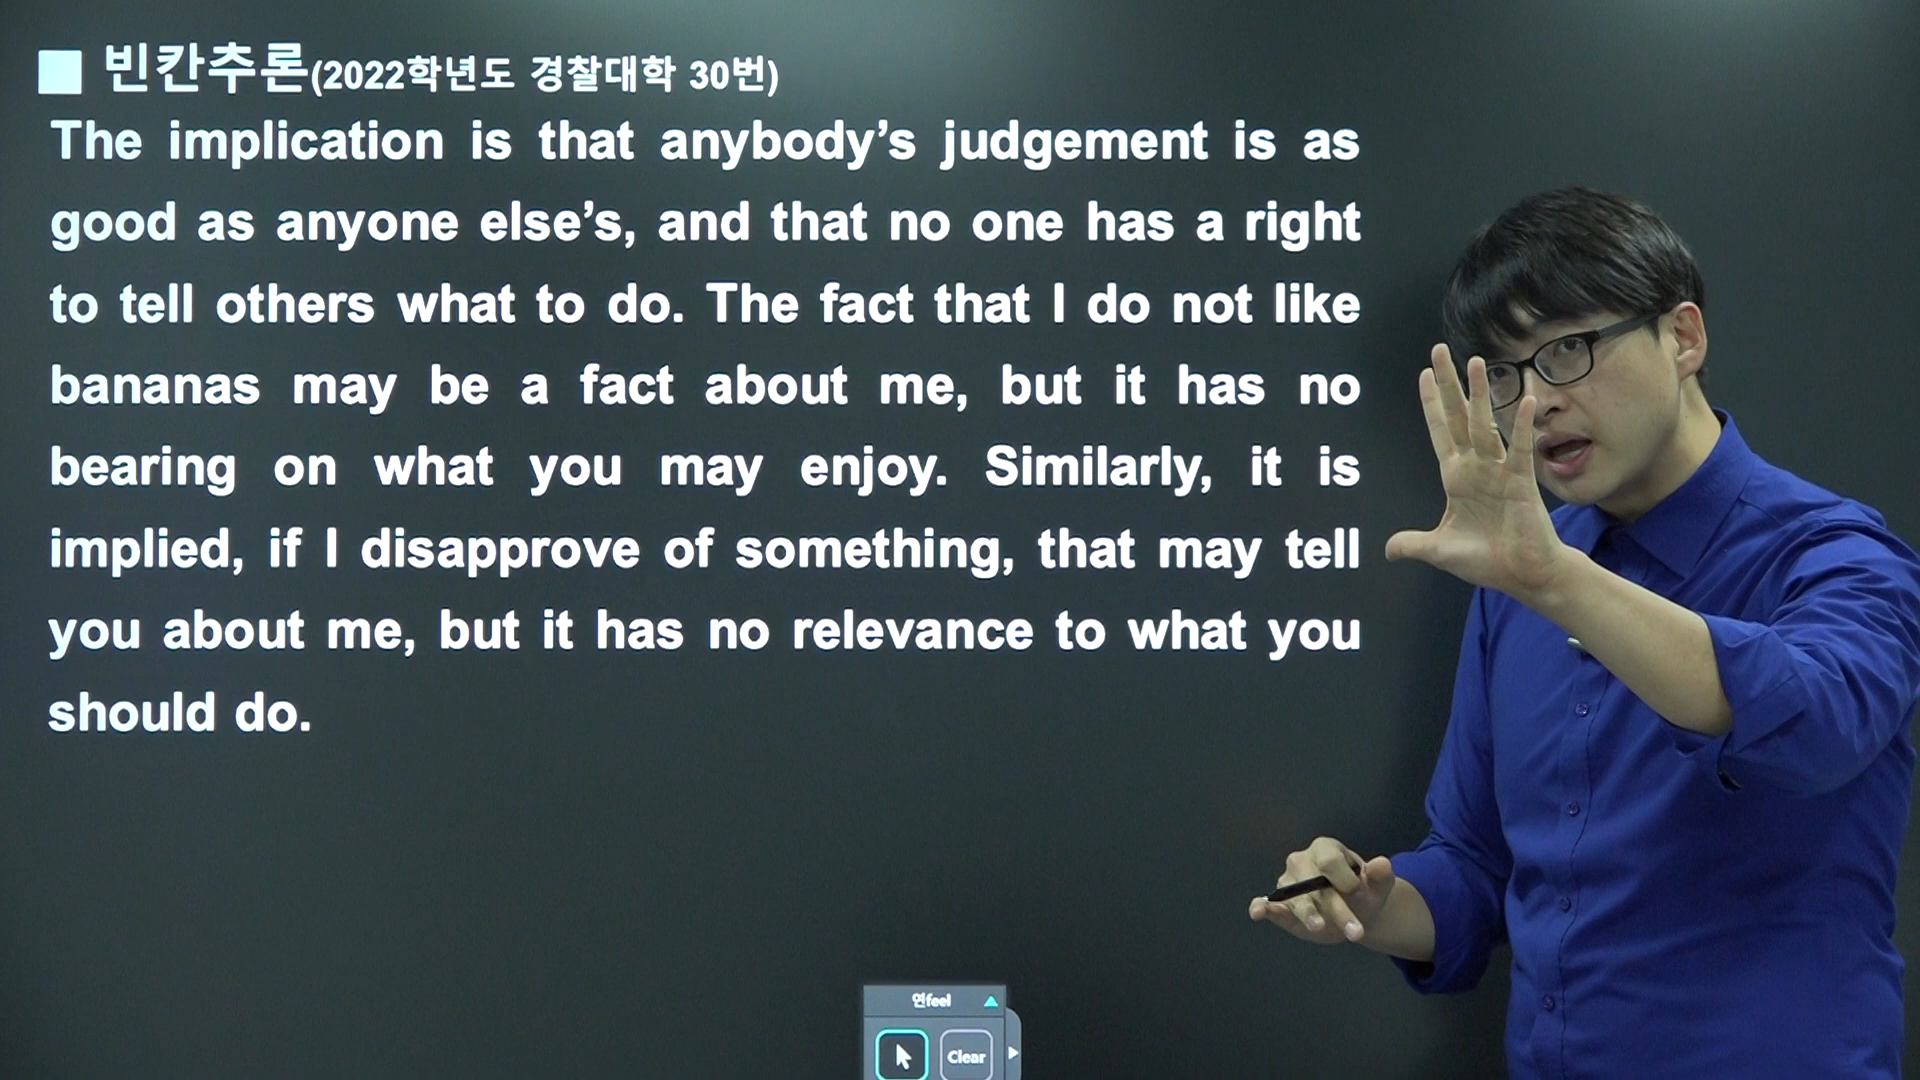 ■ 빈칸추론(2022학년도 경찰대학 30번)
The implication is that anybody’s judgement is as
good as anyone else’s, and that no one has a right
to tell others what to do. The fact that I do not like
bananas may be a fact about me, but it has no
bearing on what you may enjoy. Similarly, it is
implied, if I disapprove of something, that may tell
you about me, but it has no relevance to what you
should do.
연feel
Clear